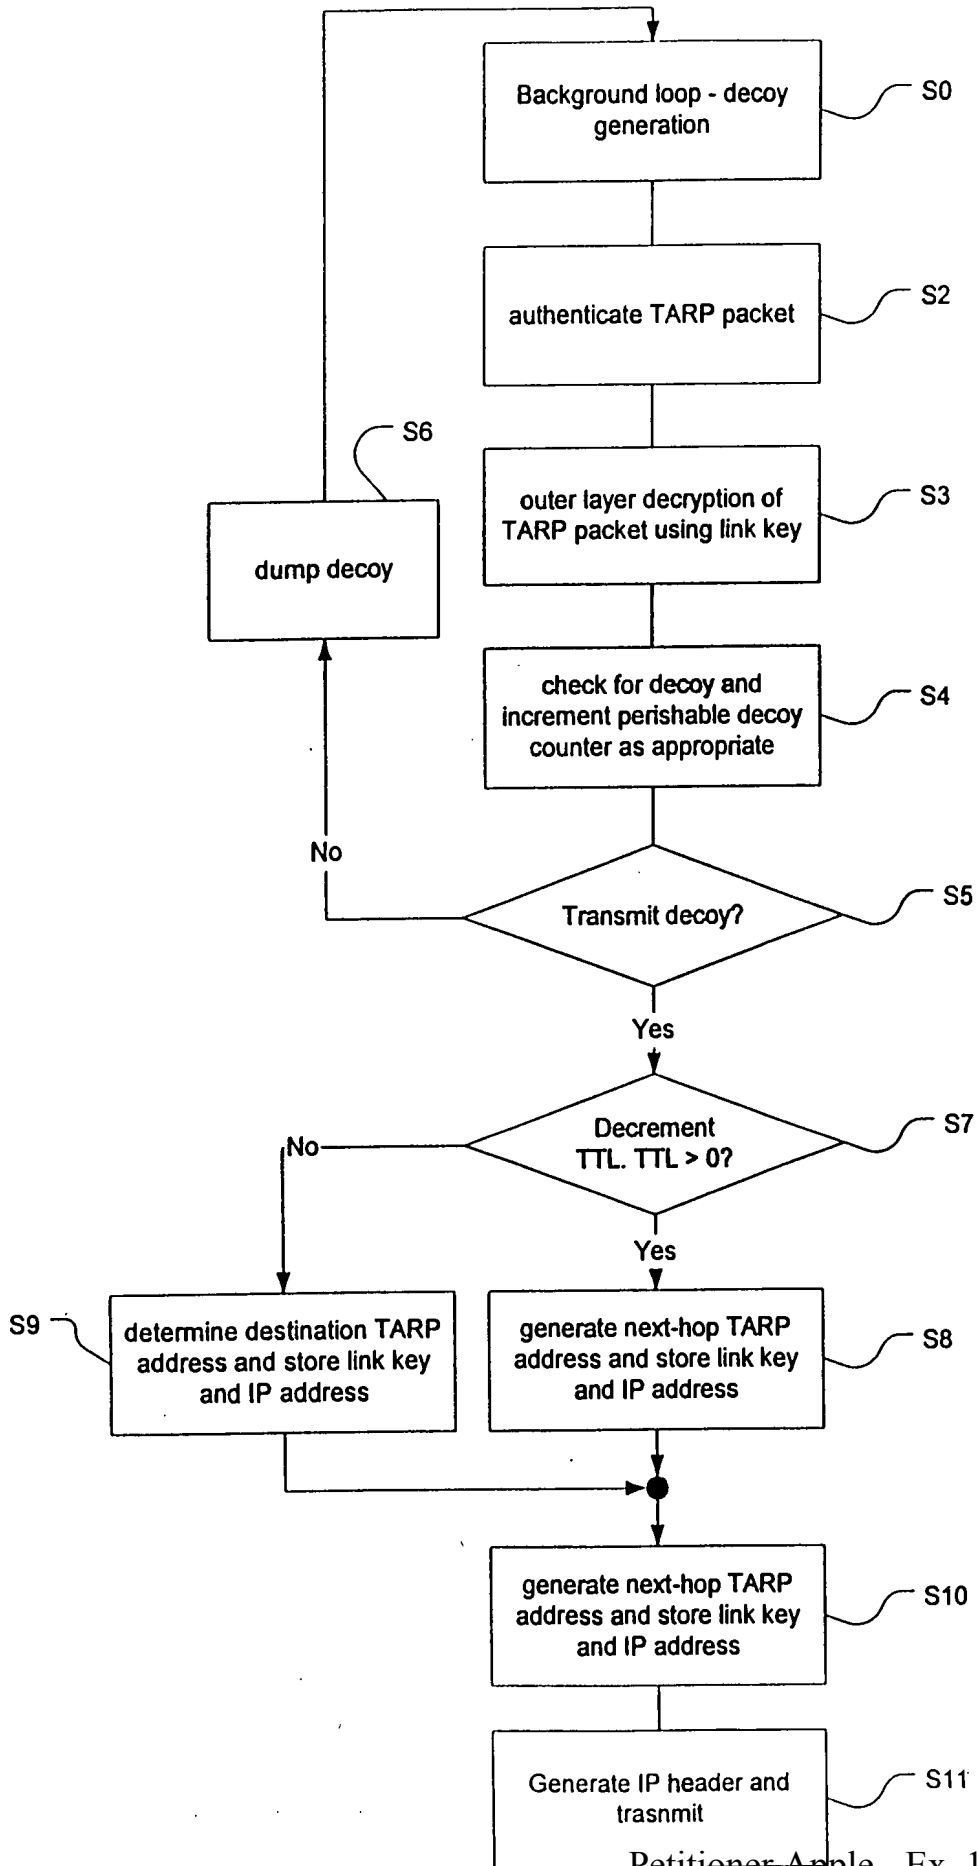 Background loop - decoy
generation
S0
authenticate TARP packet
S2
S6
outer layer decryption of
TARP packet using link key
S3
dump decoy
check for decoy and
increment perishable decoy
counter as appropriate
S4
No
Transmit decoy?
S5
Yes
Decrement
TTL. TTL > 0?
S7
No
Yes
S9
determine destination TARP
address and store link key
and IP address
generate next-hop TARP
address and store link key
and IP address
S8
generate next-hop TARP
address and store link key
and IP address
S10
Generate IP header and
trasnmit
S11
Petitioner Apple - Ex. 1